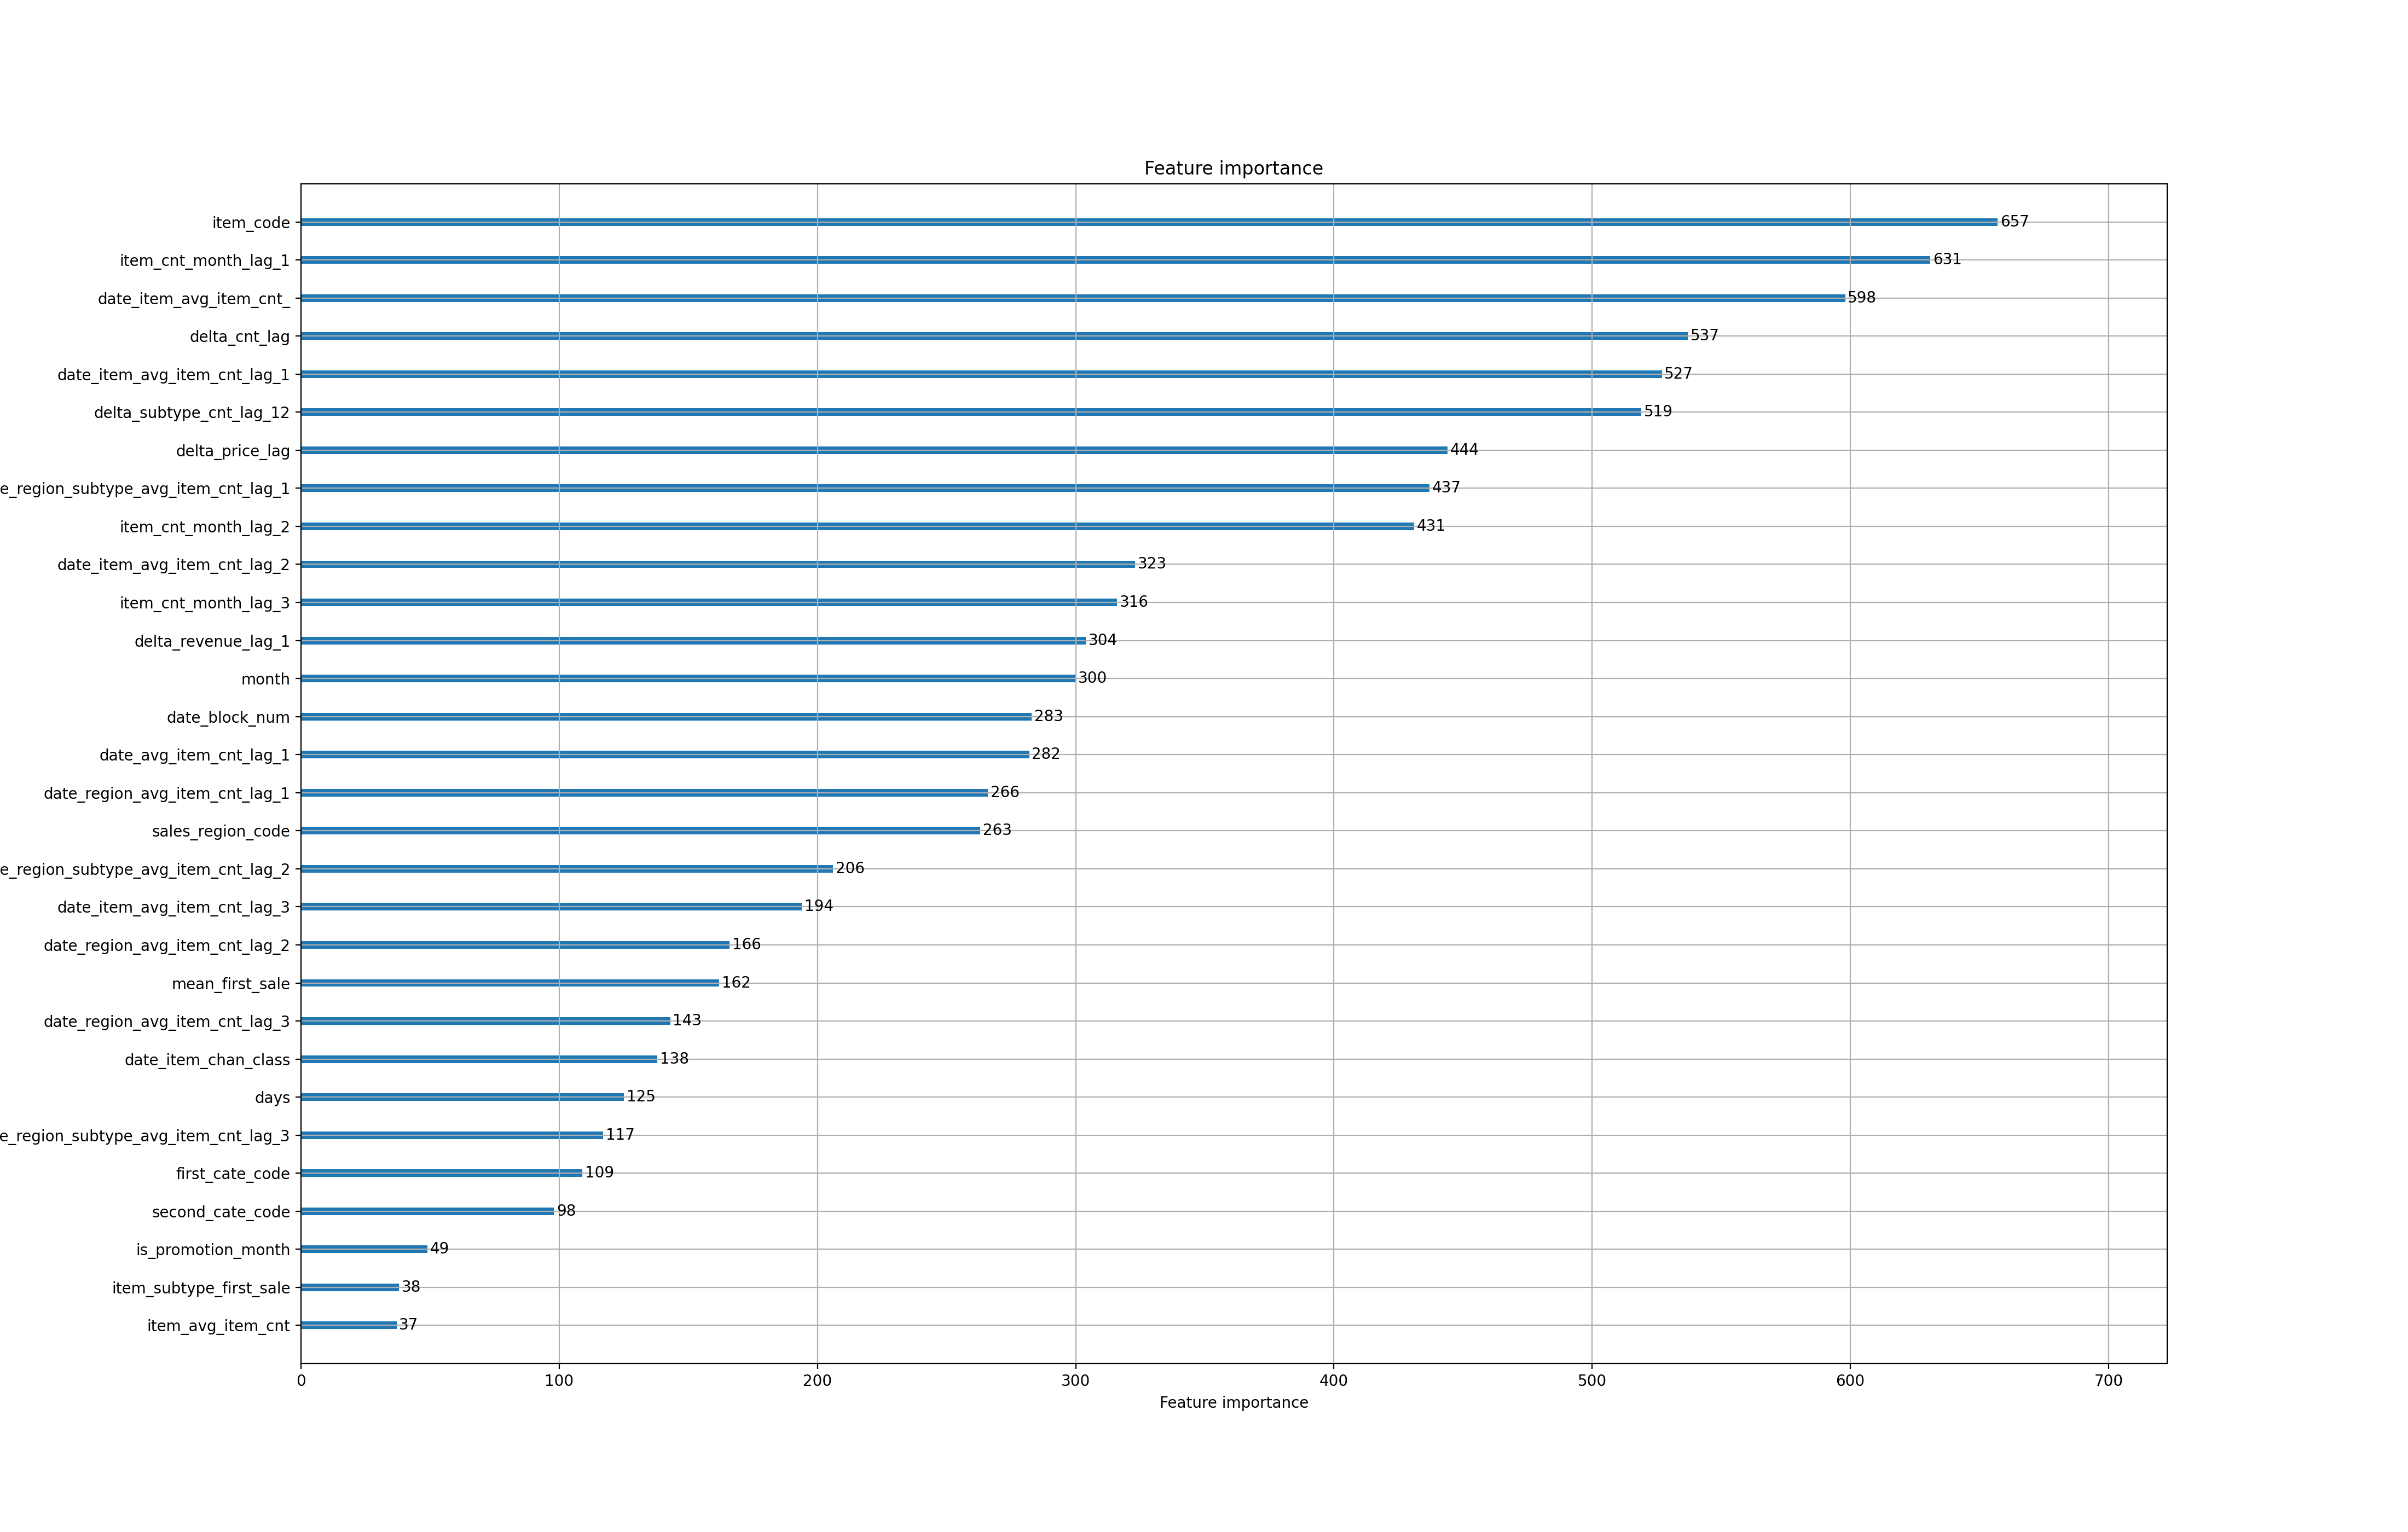 Feature importance
item_code 657
item_cnt_month_lag_1 631
date_item_avg_item_cnt_ 598
delta_cnt_lag 537
date_item_avg_item_cnt_lag_1 527
delta_subtype_cnt_lag_12 519
delta_price_lag 444
e_region_subtype_avg_item_cnt_lag_1 437
item_cnt_month_lag_2 431
date_item_avg_item_cnt_lag_2 323
item_cnt_month_lag_3 316
delta_revenue_lag_1 304
month 300
date_block_num 283
date_avg_item_cnt_lag_1 282
date_region_avg_item_cnt_lag_1 266
sales_region_code 263
e_region_subtype_avg_item_cnt_lag_2 206
date_item_avg_item_cnt_lag_3 194
date_region_avg_item_cnt_lag_2 166
mean_first_sale 162
date_region_avg_item_cnt_lag_3 143
date_item_chan_class 138
days 125
e_region_subtype_avg_item_cnt_lag_3 117
first_cate_code 109
second_cate_code 98
is_promotion_month 49
item_subtype_first_sale 38
item_avg_item_cnt 37
0 100 200 300 400 500 600 700
Feature importance